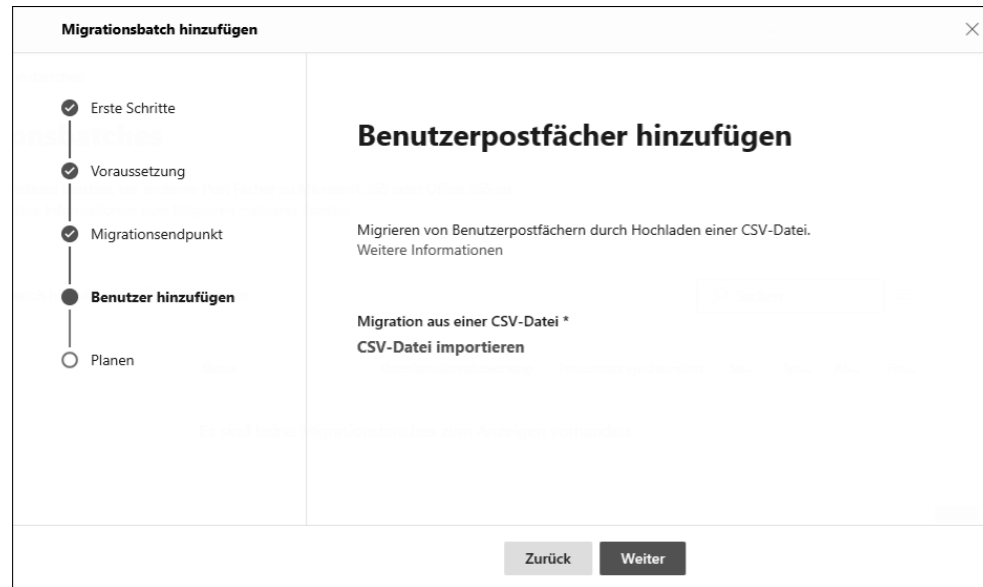 Migrationsbatch hinzufügen
Erste Schritte
Voraussetzung
Migrationsendpunkt
Benutzer hinzufügen
Planen
Benutzerpostfächer hinzufügen
Migrieren von Benutzerpostfächern durch Hochladen einer CSV-Datei.
Weitere Informationen
Migration aus einer CSV-Datei *
CSV-Datei importieren
Zurück
Weiter